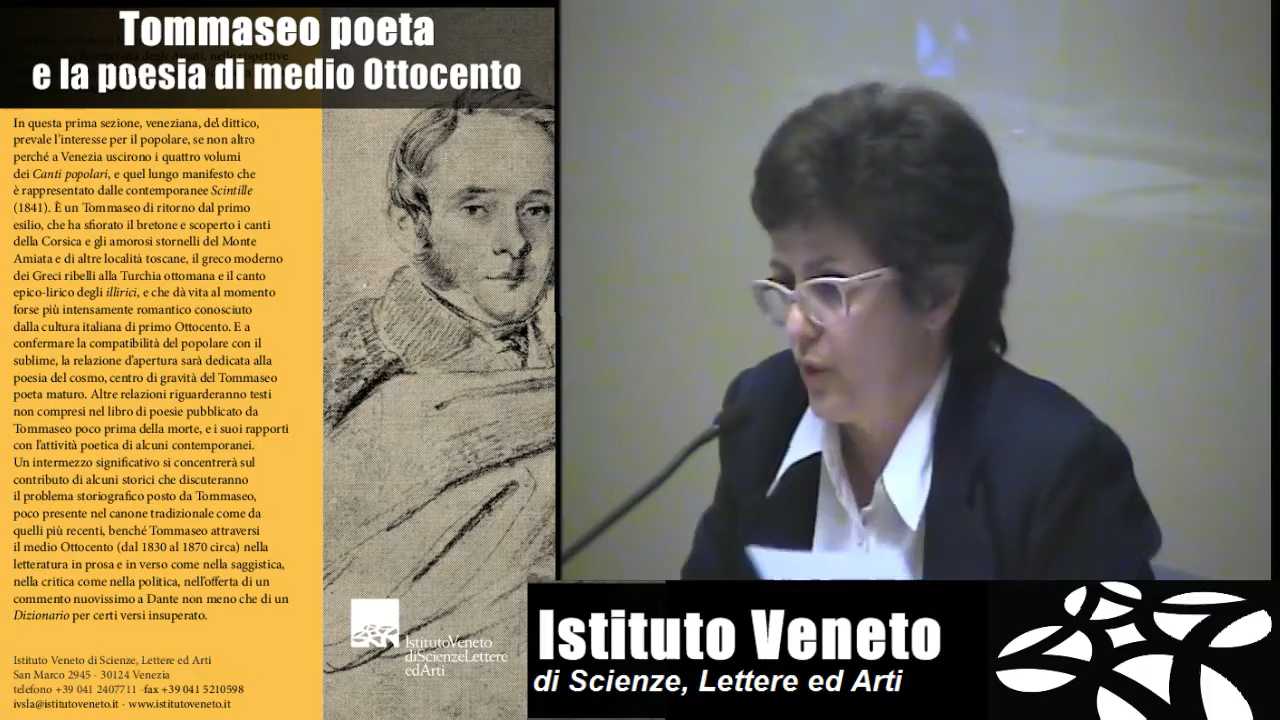 Tommaseo poeta
e la poesia di medio Ottocento
In questa prima sezione, veneziana, del dittico,
prevale l'interesse per il popolare, se non altro
perché a Venezia uscirono i quattro volumi
dei Canti popolari, e quel lungo manifesto che
è rappresentato dalle contemporanee Scintille
(1841). È un Tommaseo di ritorno dal primo
esilio, che ha sfiorato il bretone e scoperto i canti
della Corsica e gli amorosi stornelli del Monte
Amiata e di altre località toscane, il greco moderno
dei Greci ribelli alla Turchia ottomana e il canto
epico-lirico degli illirici, e che dà vita al momento
forse più intensamente romantico conosciuto
dalla cultura italiana di primo Ottocento. E a
confermare la compatibilità del popolare con il
sublime, la relazione d'apertura sarà dedicata alla
poesia del cosmo, centro di gravità del Tommaseo
poeta maturo. Altre relazioni riguarderanno testi
non compresi nel libro di poesie pubblicato da
Tommaseo poco prima della morte, e i suoi rapporti
con l'attività poetica di alcuni contemporanei.
Un intermezzo significativo si concentrerà sul
contributo di alcuni storici che discuteranno
il problema storiografico posto da Tommaseo,
poco presente nel canone tradizionale come da
quelli più recenti, benché Tommaseo attraversi
il medio Ottocento (dal 1830 al 1870 circa) nella
letteratura in prosa e in verso come nella saggistica,
nella critica come nella politica, nell'offerta di un
commento nuovissimo a Dante non meno che di un
Dizionario per certi versi insuperato.
Istituto Veneto di Scienze, Lettere ed Arti
San Marco 2945 - 30124 Venezia
telefono +39 041 2407711 -fax +39 041 5210598
ivsla@istitutoveneto.it - www.istitutoveneto.it
IstitutoVeneto
diScienzeLettere
edArti
Istituto Veneto
di Scienze, Lettere ed Arti